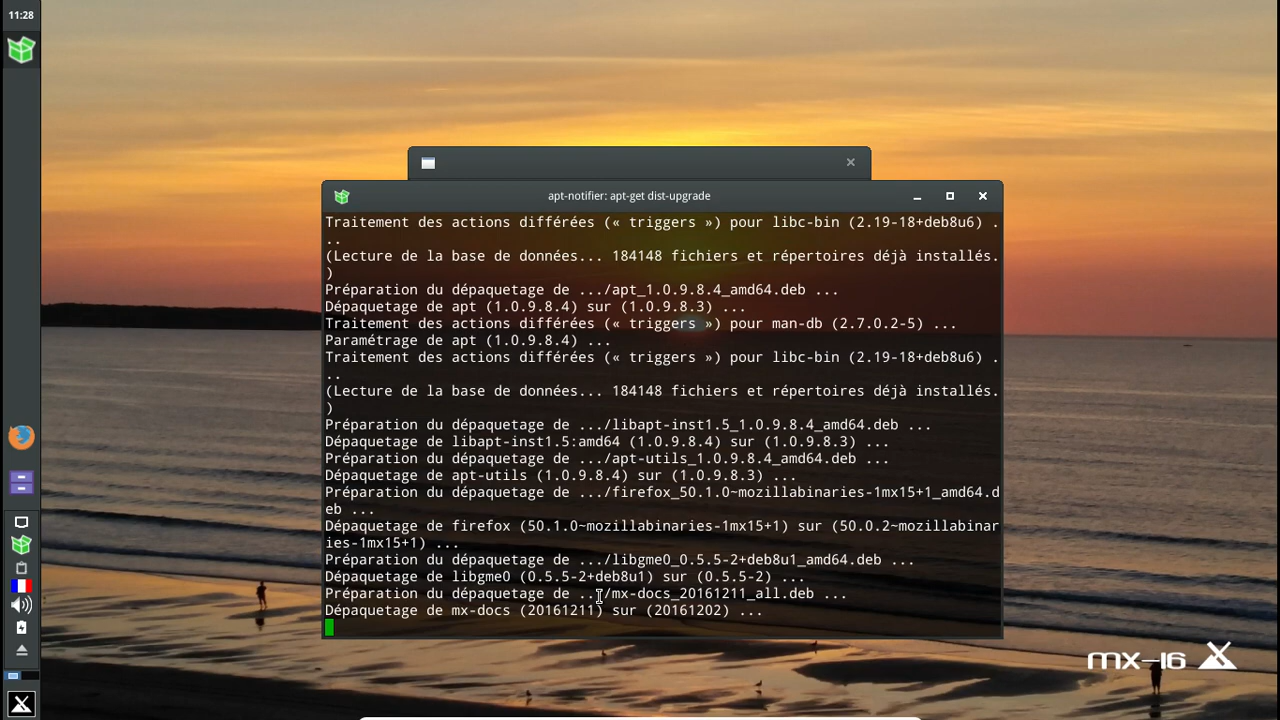 11:28
apt-notifier: apt-get dist-upgrade
Traitement des actions différées (« triggers ») pour libc-bin (2.19-18+deb8u6) .
..
(Lecture de la base de données... 184148 fichiers et répertoires déjà installés.
)
Préparation du dépaquetage de .../apt_1.0.9.8.4_amd64.deb ...
Dépaquetage de apt (1.0.9.8.4) sur (1.0.9.8.3) ...
Traitement des actions différées (« triggers ») pour man-db (2.7.0.2-5) ...
Paramétrage de apt (1.0.9.8.4) ...
Traitement des actions différées (« triggers ») pour libc-bin (2.19-18+deb8u6) .
..
(Lecture de la base de données... 184148 fichiers et répertoires déjà installés.
)
Préparation du dépaquetage de .../libapt-inst1.5_1.0.9.8.4_amd64.deb ...
Dépaquetage de libapt-inst1.5:amd64 (1.0.9.8.4) sur (1.0.9.8.3) ...
Préparation du dépaquetage de .../apt-utils_1.0.9.8.4_amd64.deb ...
Dépaquetage de apt-utils (1.0.9.8.4) sur (1.0.9.8.3) ...
Préparation du dépaquetage de .../firefox_50.1.0~mozillabinaries-1mx15+1_amd64.d
eb ...
Dépaquetage de firefox (50.1.0~mozillabinaries-1mx15+1) sur (50.0.2~mozillabinar
ies-1mx15+1) ...
Préparation du dépaquetage de .../libgme0_0.5.5-2+deb8u1_amd64.deb ...
Dépaquetage de libgme0 (0.5.5-2+deb8u1) sur (0.5.5-2) ...
Préparation du dépaquetage de .../mx-docs_20161211_all.deb ...
Dépaquetage de mx-docs (20161211) sur (20161202) ...
mx-16